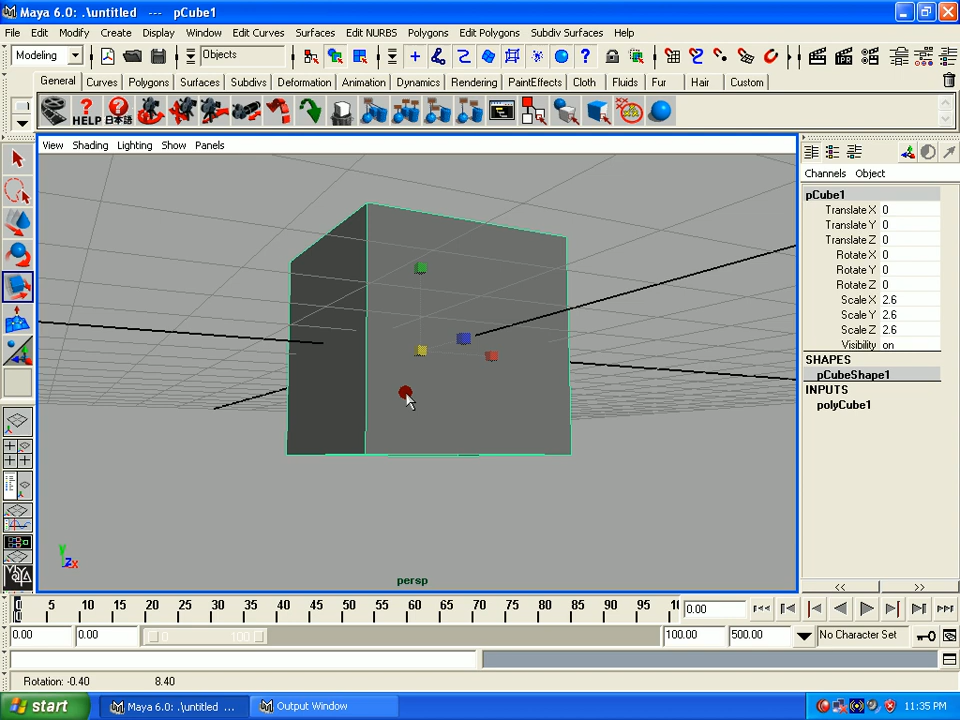 Maya 6.0: .\untitled --- pCube1
File Edit Modify Create Display Window Edit Curves Surfaces Edit NURBS Polygons Edit Polygons Subdiv Surfaces Help
Modeling Objects
General Curves Polygons Surfaces Subdivs Deformation Animation Dynamics Rendering PaintEffects Cloth Fluids Fur Hair Custom
HELP 日本語
View Shading Lighting Show Panels
Channels Object
pCube1
Translate X 0
Translate Y 0
Translate Z 0
Rotate X 0
Rotate Y 0
Rotate Z 0
Scale X 2.6
Scale Y 2.6
Scale Z 2.6
Visibility on
SHAPES
pCubeShape1
INPUTS
polyCube1
y
z x
persp
<< >>
5 10 15 20 25 30 35 40 45 50 55 60 65 70 75 80 85 90 95 0.00
0.00 0.00 0 100 100.00 500.00 No Character Set
Rotation: -0.40 8.40
start Maya 6.0: .\untitled ... Output Window 11:35 PM